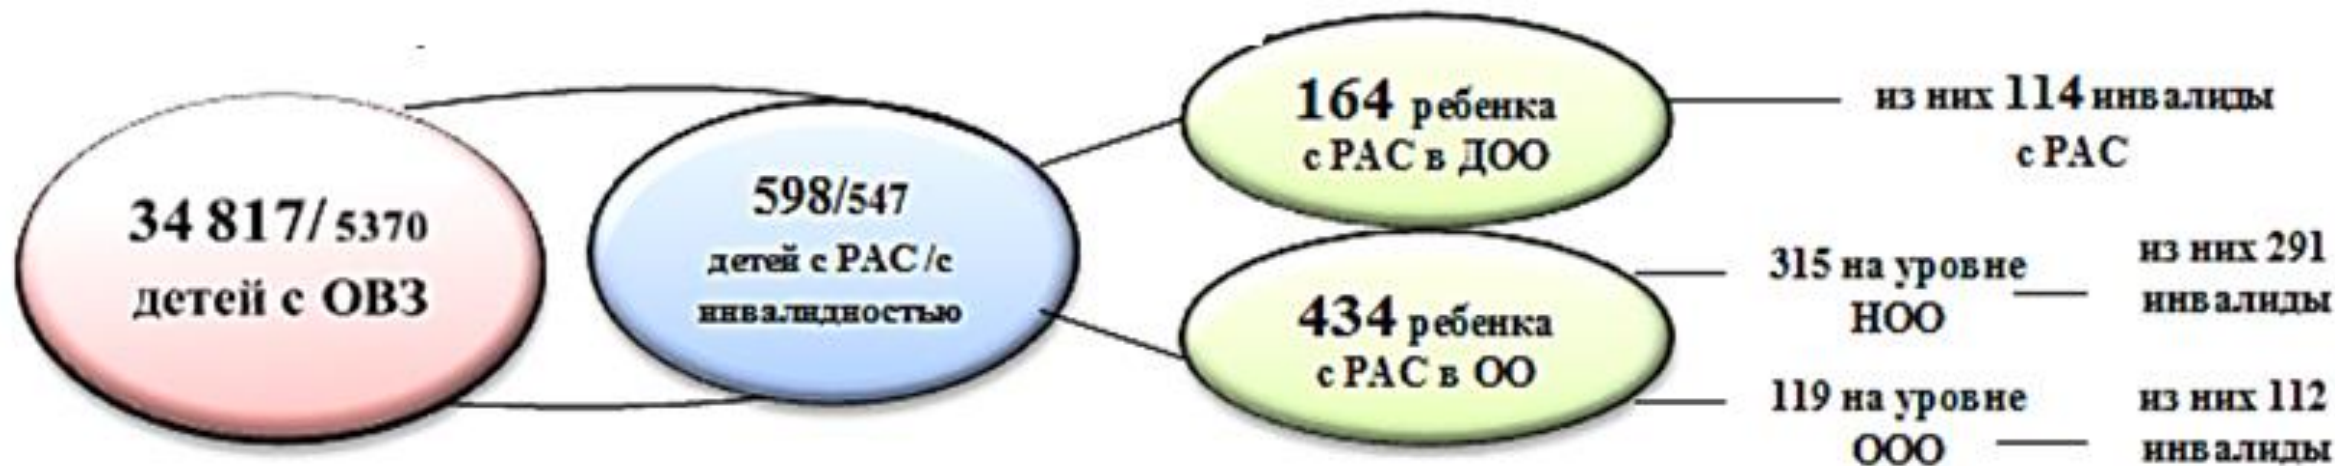 34 817/ 5370
детей с ОВЗ
598/547
детей с РАС /с
инвалидностью
164 ребенка
с РАС в ДОО
из них 114 инвалиды
с РАС
434 ребенка
с РАС в ОО
315 на уровне
НОО
из них 291
инвалиды
119 на уровне
ООО
из них 112
инвалиды